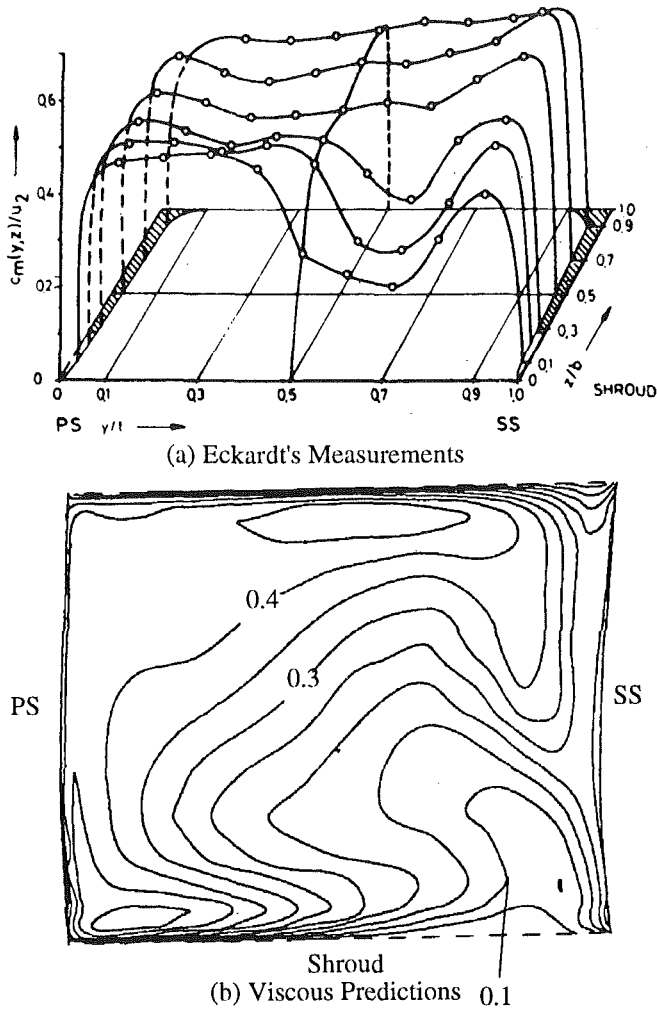 c_m(y,z)/u_2
0,6
0,4
0,2
0
0
0,1
0,3
0,5
0,7
0,9
1,0
1,0
0,9
0,7
0,5
0,3
0,1
0
z/b
SHROUD
PS y/t
SS
(a) Eckardt's Measurements
0.4
0.3
PS
SS
Shroud
(b) Viscous Predictions 0.1